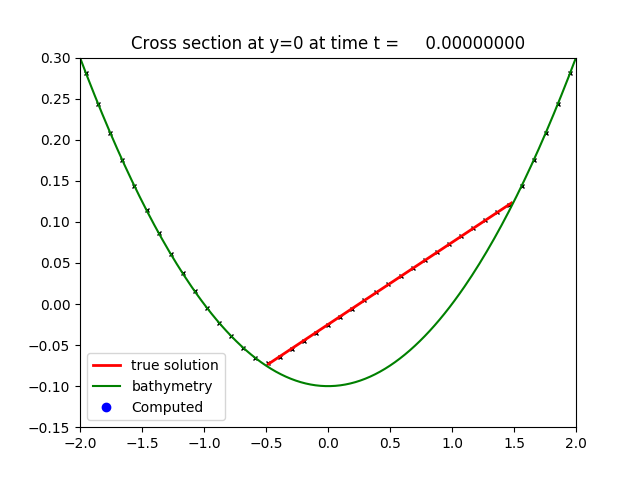 Cross section at y=0 at time t = 0.00000000
0.30
0.25
0.20
0.15
0.10
0.05
0.00
−0.05
−0.10
−0.15
true solution
bathymetry
Computed
−2.0 −1.5 −1.0 −0.5 0.0 0.5 1.0 1.5 2.0